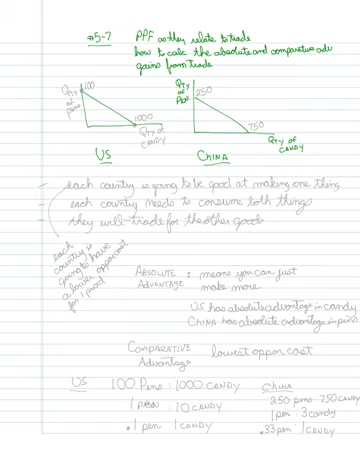 #5-7 PPF as they relate to trade
how to calc the absolute and comparative adv
gains from trade
QTY of pens 100
1000
QTY of CANDY
US
QTY of PENS 250
750
QTY of CANDY
CHINA
- each country is going to be good at making one thing
- each country needs to consume both things
- they will trade for the other goods
each
country is
going to have
a lower oppor cost
for 1 prod
ABSOLUTE ADVANTAGE : means you can just
make more
US has absolute advantage in candy
CHINA has absolute advantage in pens
COMPARATIVE Advantage lowest oppor cost
US 100 Pens : 1000 CANDY
1 pen : 10 CANDY
.1 pen 1 CANDY
China
250 pens : 750 CANDY
1 pen : 3 candy
.33 pen : 1 CANDY